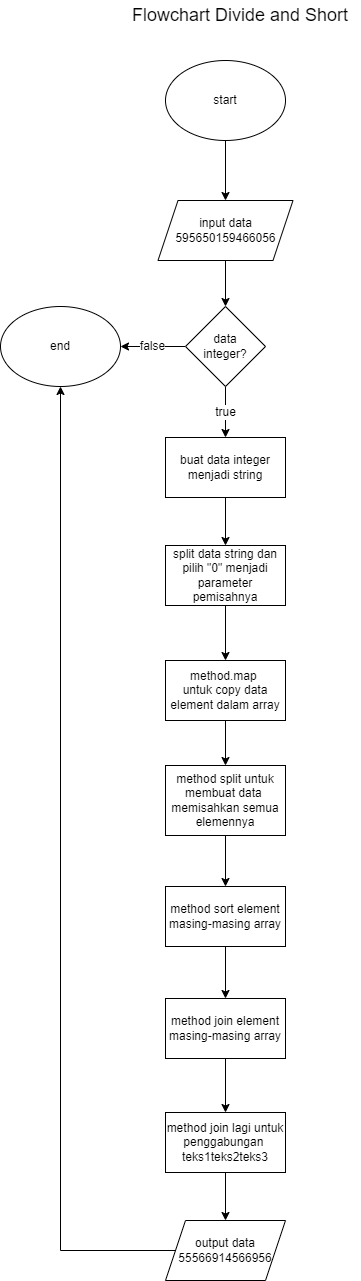 Flowchart Divide and Short
start
input data
595650159466056
data
integer?
false
end
true
buat data integer
menjadi string
split data string dan
pilih "0" menjadi
parameter
pemisahnya
method.map
untuk copy data
element dalam array
method split untuk
membuat data
memisahkan semua
elemennya
method sort element
masing-masing array
method join element
masing-masing array
method join lagi untuk
penggabungan
teks1teks2teks3
output data
55566914566956